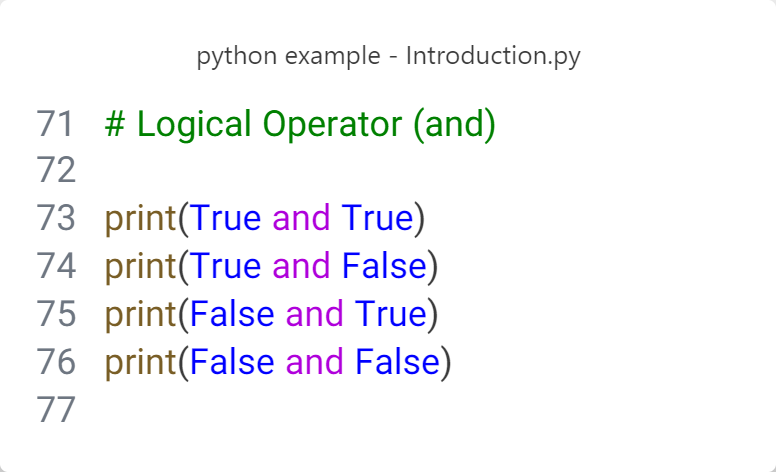 python example - Introduction.py
71 # Logical Operator (and)
72
73 print(True and True)
74 print(True and False)
75 print(False and True)
76 print(False and False)
77